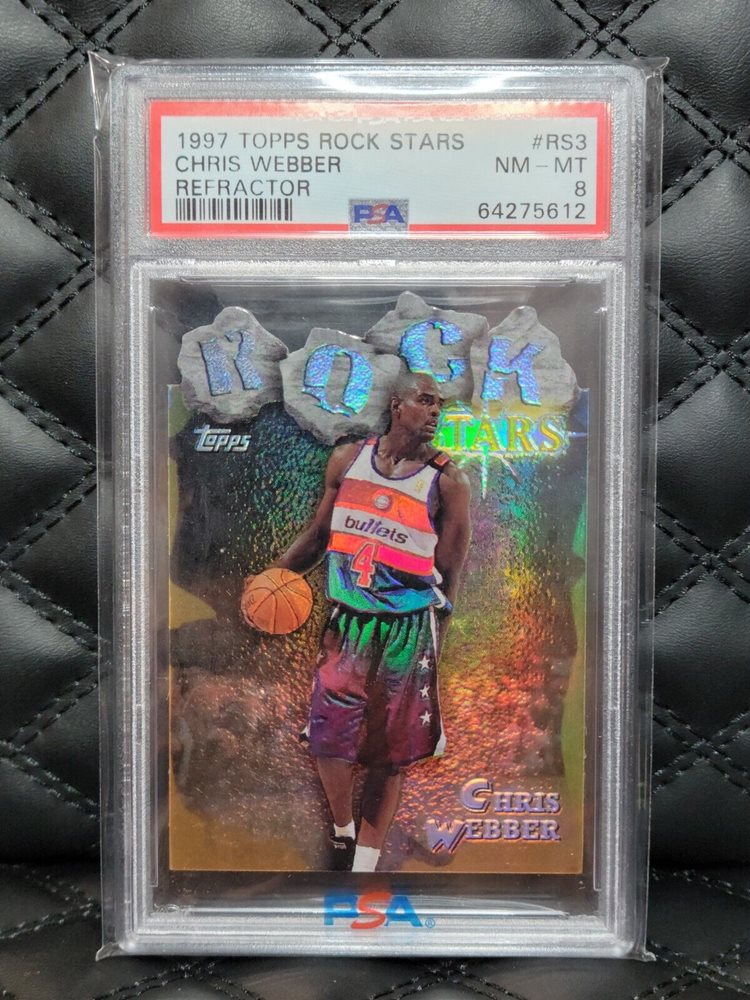 1997 TOPPS ROCK STARS #RS3
CHRIS WEBBER NM - MT
REFRACTOR 8
PSA 64275612
ROCK
TOPPS STARS
bullets
4
CHRIS
WEBBER
PSA®